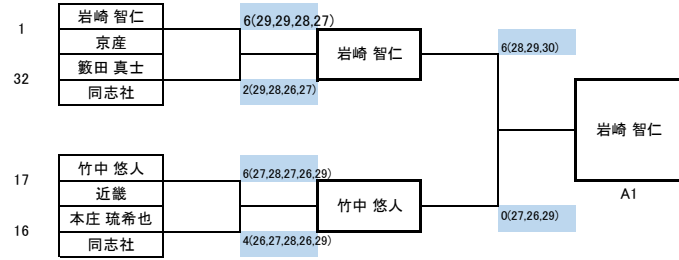 岩崎 智仁
1
京産
6(29,29,28,27)
岩崎 智仁
籔田 真士
32
同志社
2(29,28,26,27)
6(28,29,30)
岩崎 智仁
A1
竹中 悠人
17
近畿
6(27,28,27,26,29)
竹中 悠人
本庄 琉希也
16
同志社
4(26,27,28,26,29)
0(27,26,29)